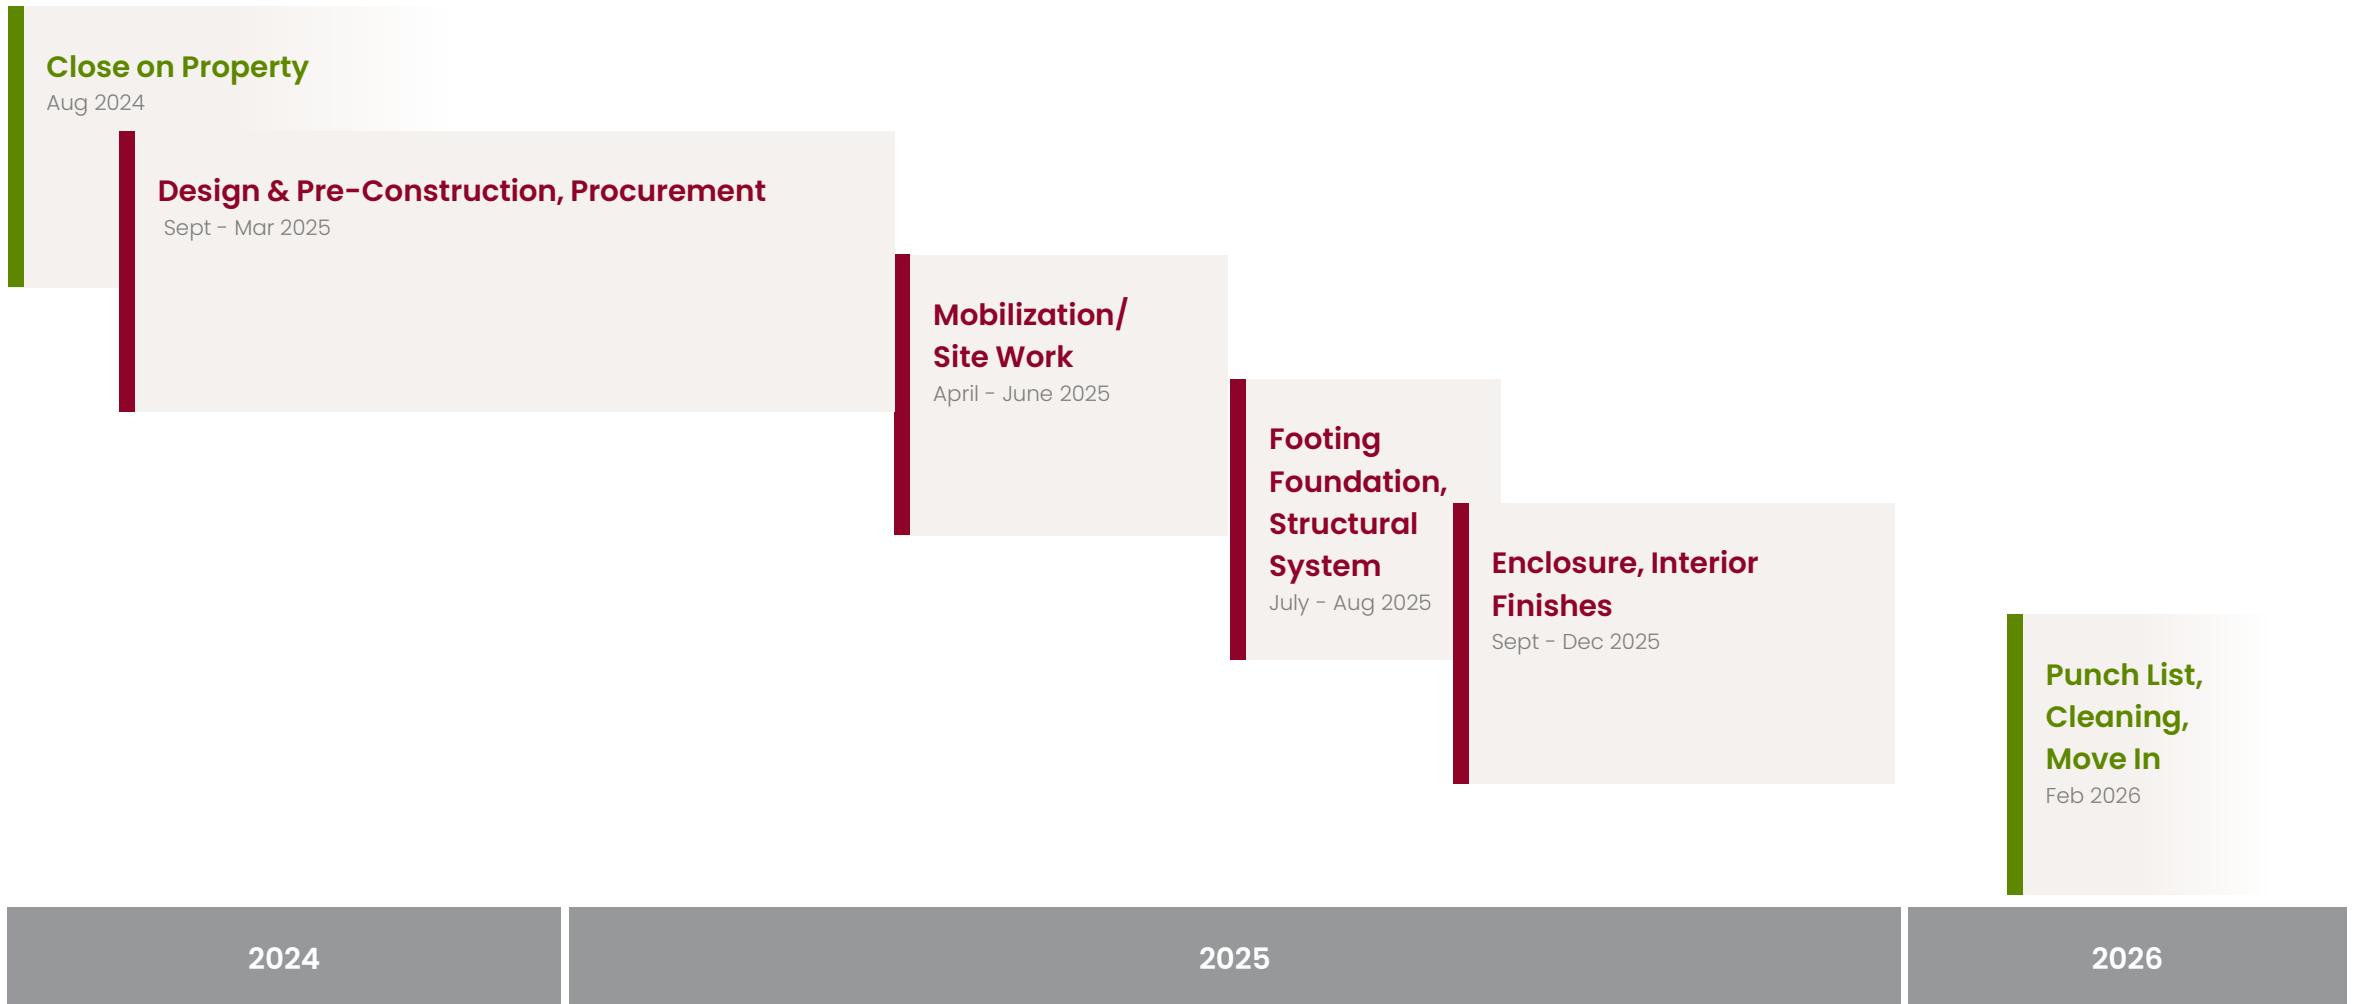 Close on Property
Aug 2024
Design & Pre-Construction, Procurement
Sept - Mar 2025
Mobilization/
Site Work
April - June 2025
Footing
Foundation,
Structural
System
July - Aug 2025
Enclosure, Interior
Finishes
Sept - Dec 2025
Punch List,
Cleaning,
Move In
Feb 2026
2024
2025
2026